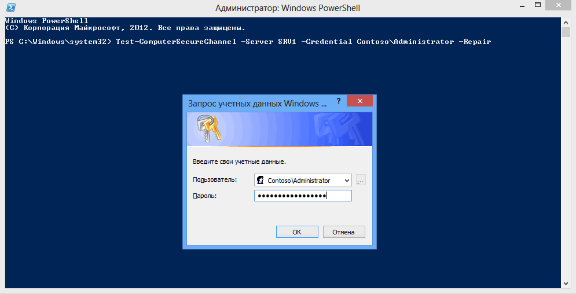 Администратор: Windows PowerShell
Windows PowerShell
(C) Корпорация Майкрософт, 2012. Все права защищены.
PS C:\Windows\system32> Test-ComputerSecureChannel -Server SRV1 -Credential Contoso\Administrator -Repair
Запрос учетных данных Windows ...
Введите свои учетные данные.
Пользователь:
Contoso\Administrator
...
Пароль:
•••••••••••••••••
OK
Отмена